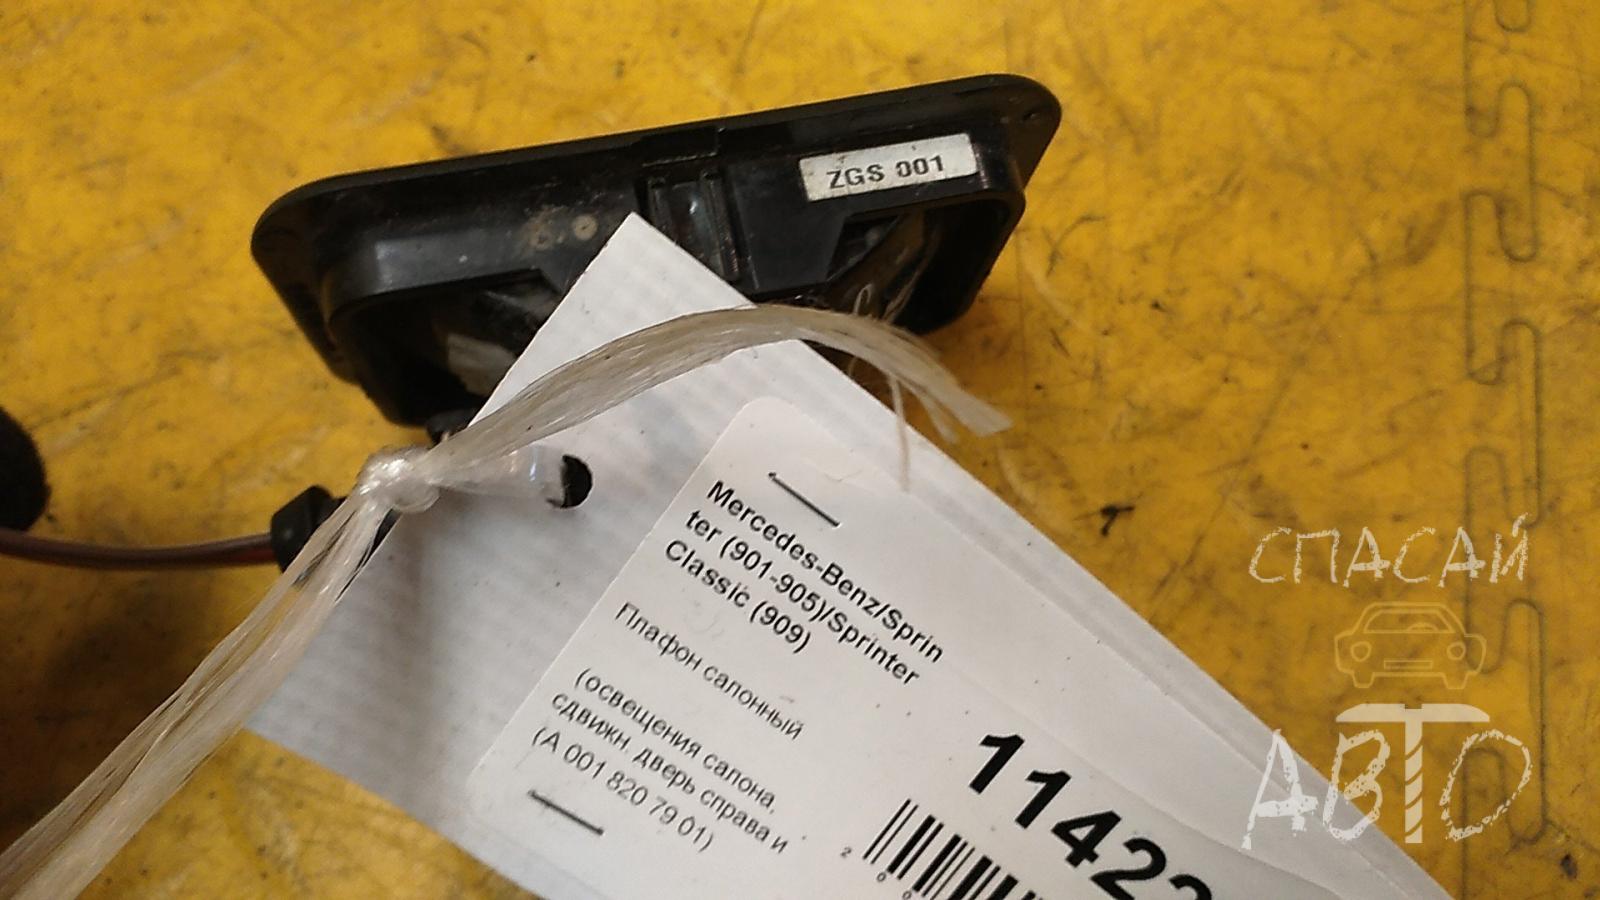 ZGS 001
Mercedes-Benz/Sprin
ter (901-905)/Sprinter
Classic (909)
Плафон салонный
(освещения салона,
сдвижн. дверь справа и
(A 001 820 79 01)
1142
СПАСАЙ
АВТО